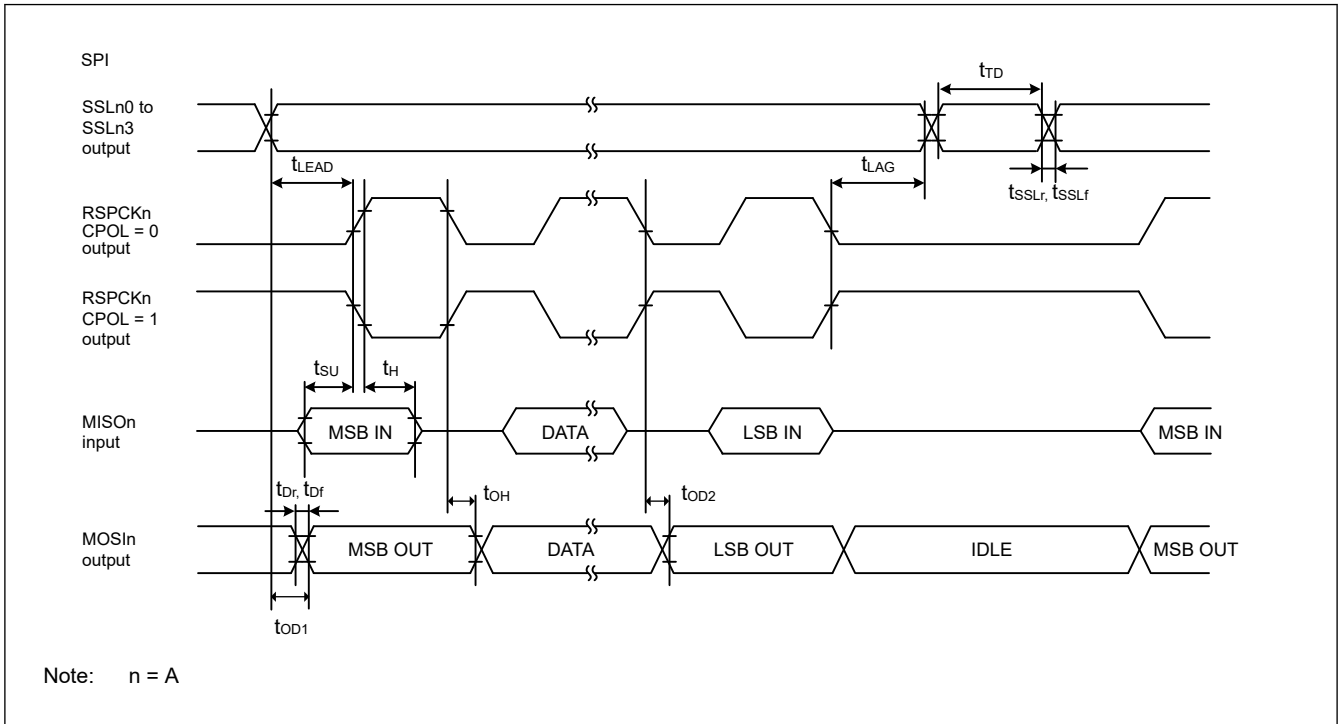 SPI
SSLn0 to
SSLn3
output
tTD
tLEAD
tLAG
tSSLr, tSSLf
RSPCKn
CPOL = 0
output
RSPCKn
CPOL = 1
output
tSU
tH
MISOn
input
MSB IN
DATA
LSB IN
MSB IN
tDr, tDf
tOH
tOD2
MOSIn
output
MSB OUT
DATA
LSB OUT
IDLE
MSB OUT
tOD1
Note: n = A